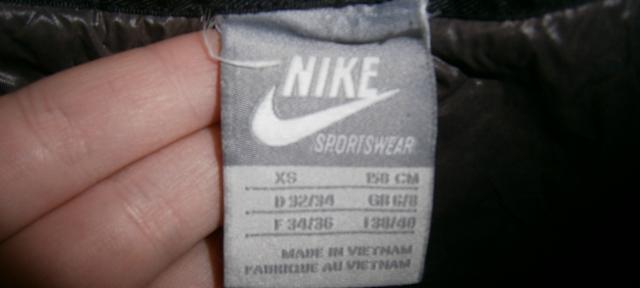 NIKE
SPORTSWEAR
XS 158 CM
D 32/34 GB 6/8
F 34/36 I 38/40
MADE IN VIETNAM
FABRIQUE AU VIETNAM